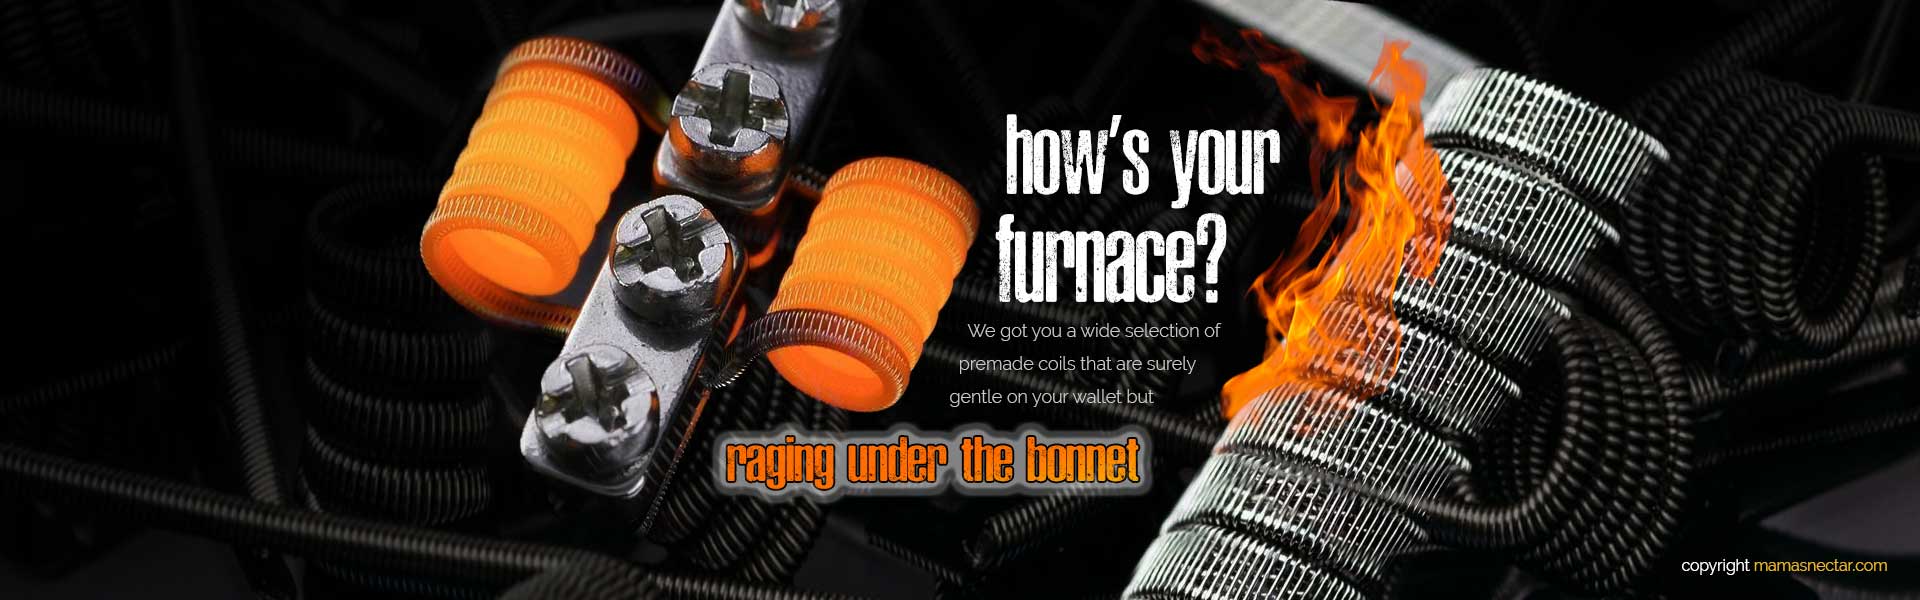 how's your
furnace?
We got you a wide selection of
premade coils that are surely
gentle on your wallet but
raging under the bonnet
copyright mamasnectar.com